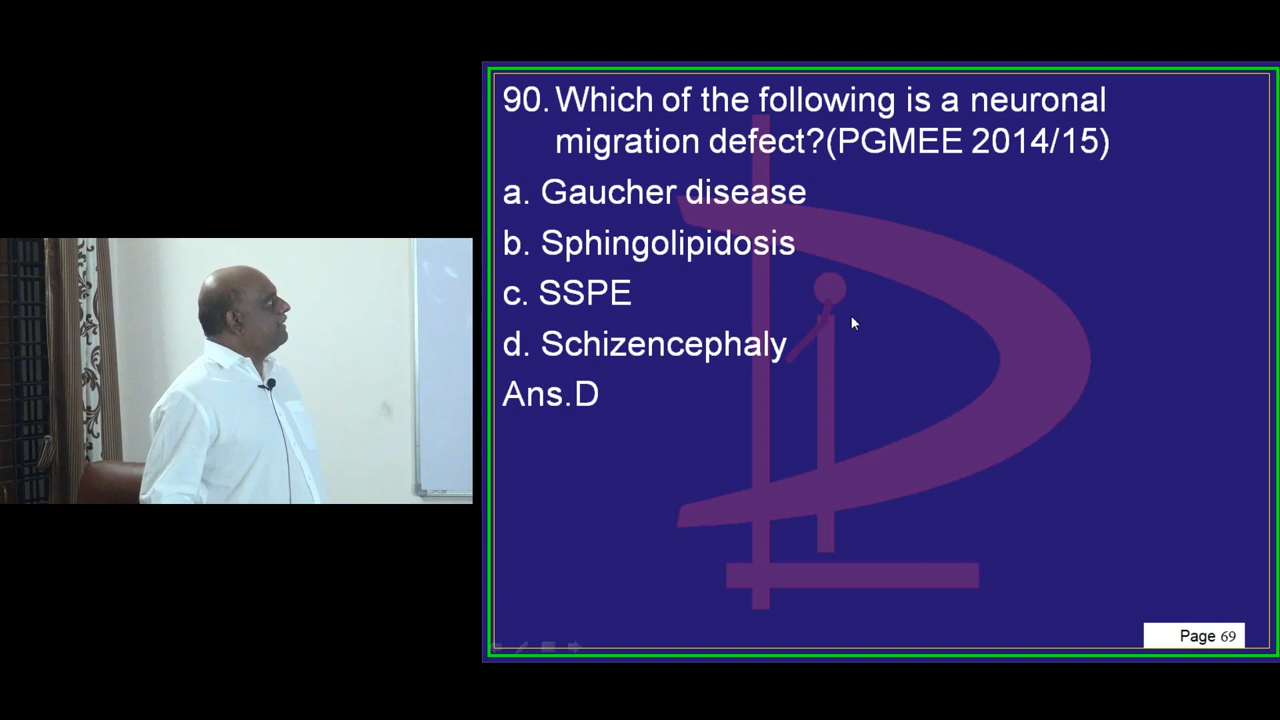 90. Which of the following is a neuronal
migration defect?(PGMEE 2014/15)
a. Gaucher disease
b. Sphingolipidosis
c. SSPE
d. Schizencephaly
Ans.D
Page 69